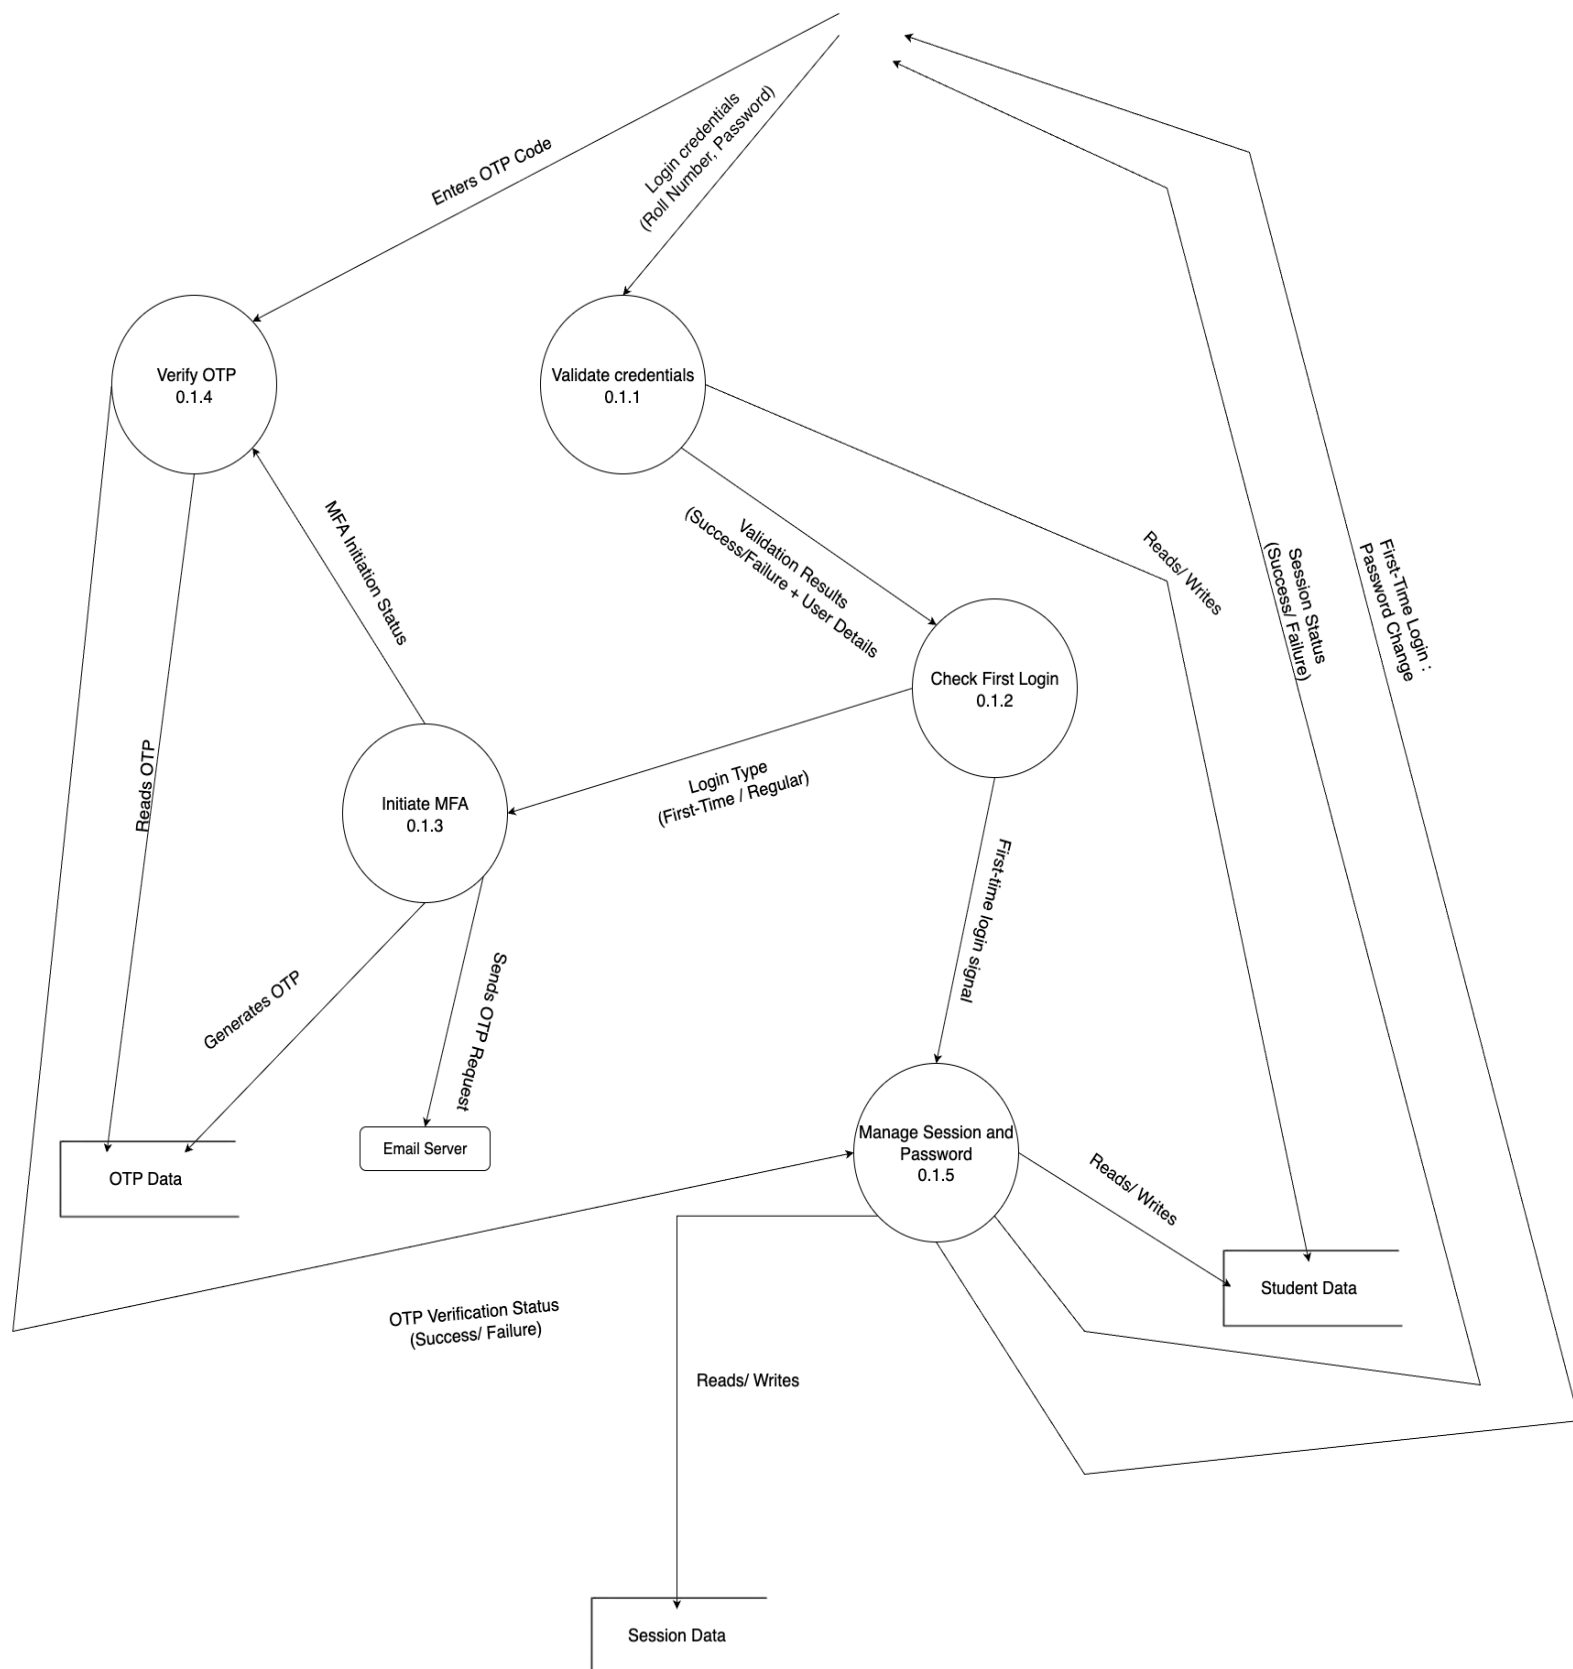 Enters OTP Code
Login credentials
(Roll Number, Password)
Verify OTP
0.1.4
Validate credentials
0.1.1
MFA Initiation Status
Validation Results
(Success/Failure + User Details
Reads/ Writes
Session Status
(Success/ Failure)
First-Time Login :
Password Change
Check First Login
0.1.2
Reads OTP
Login Type
(First-Time / Regular)
Initiate MFA
0.1.3
First-time login signal
Generates OTP
Sends OTP Request
Email Server
OTP Data
Manage Session and
Password
0.1.5
Reads/ Writes
Student Data
OTP Verification Status
(Success/ Failure)
Reads/ Writes
Session Data